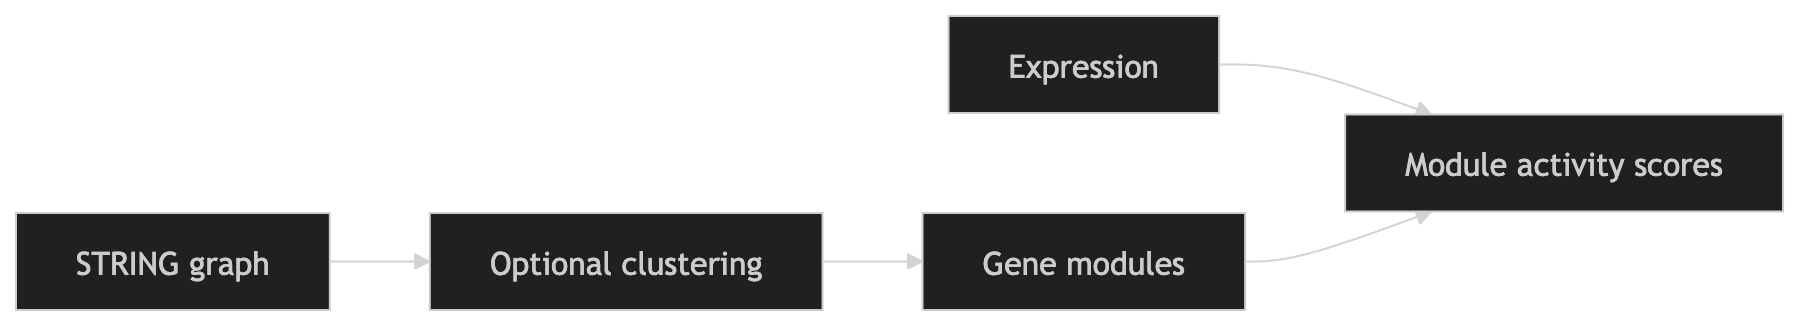 Expression
Module activity scores
STRING graph
Optional clustering
Gene modules